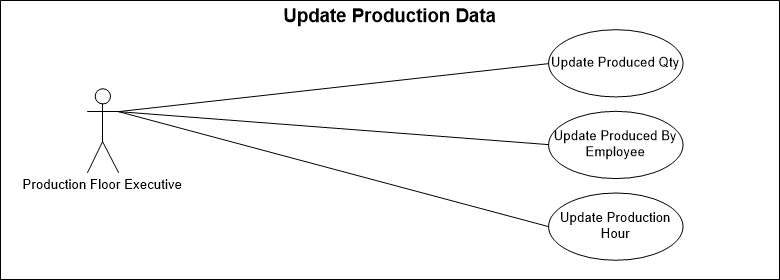 Update Production Data
Update Produced Qty
Update Produced By
Employee
Production Floor Executive
Update Production
Hour